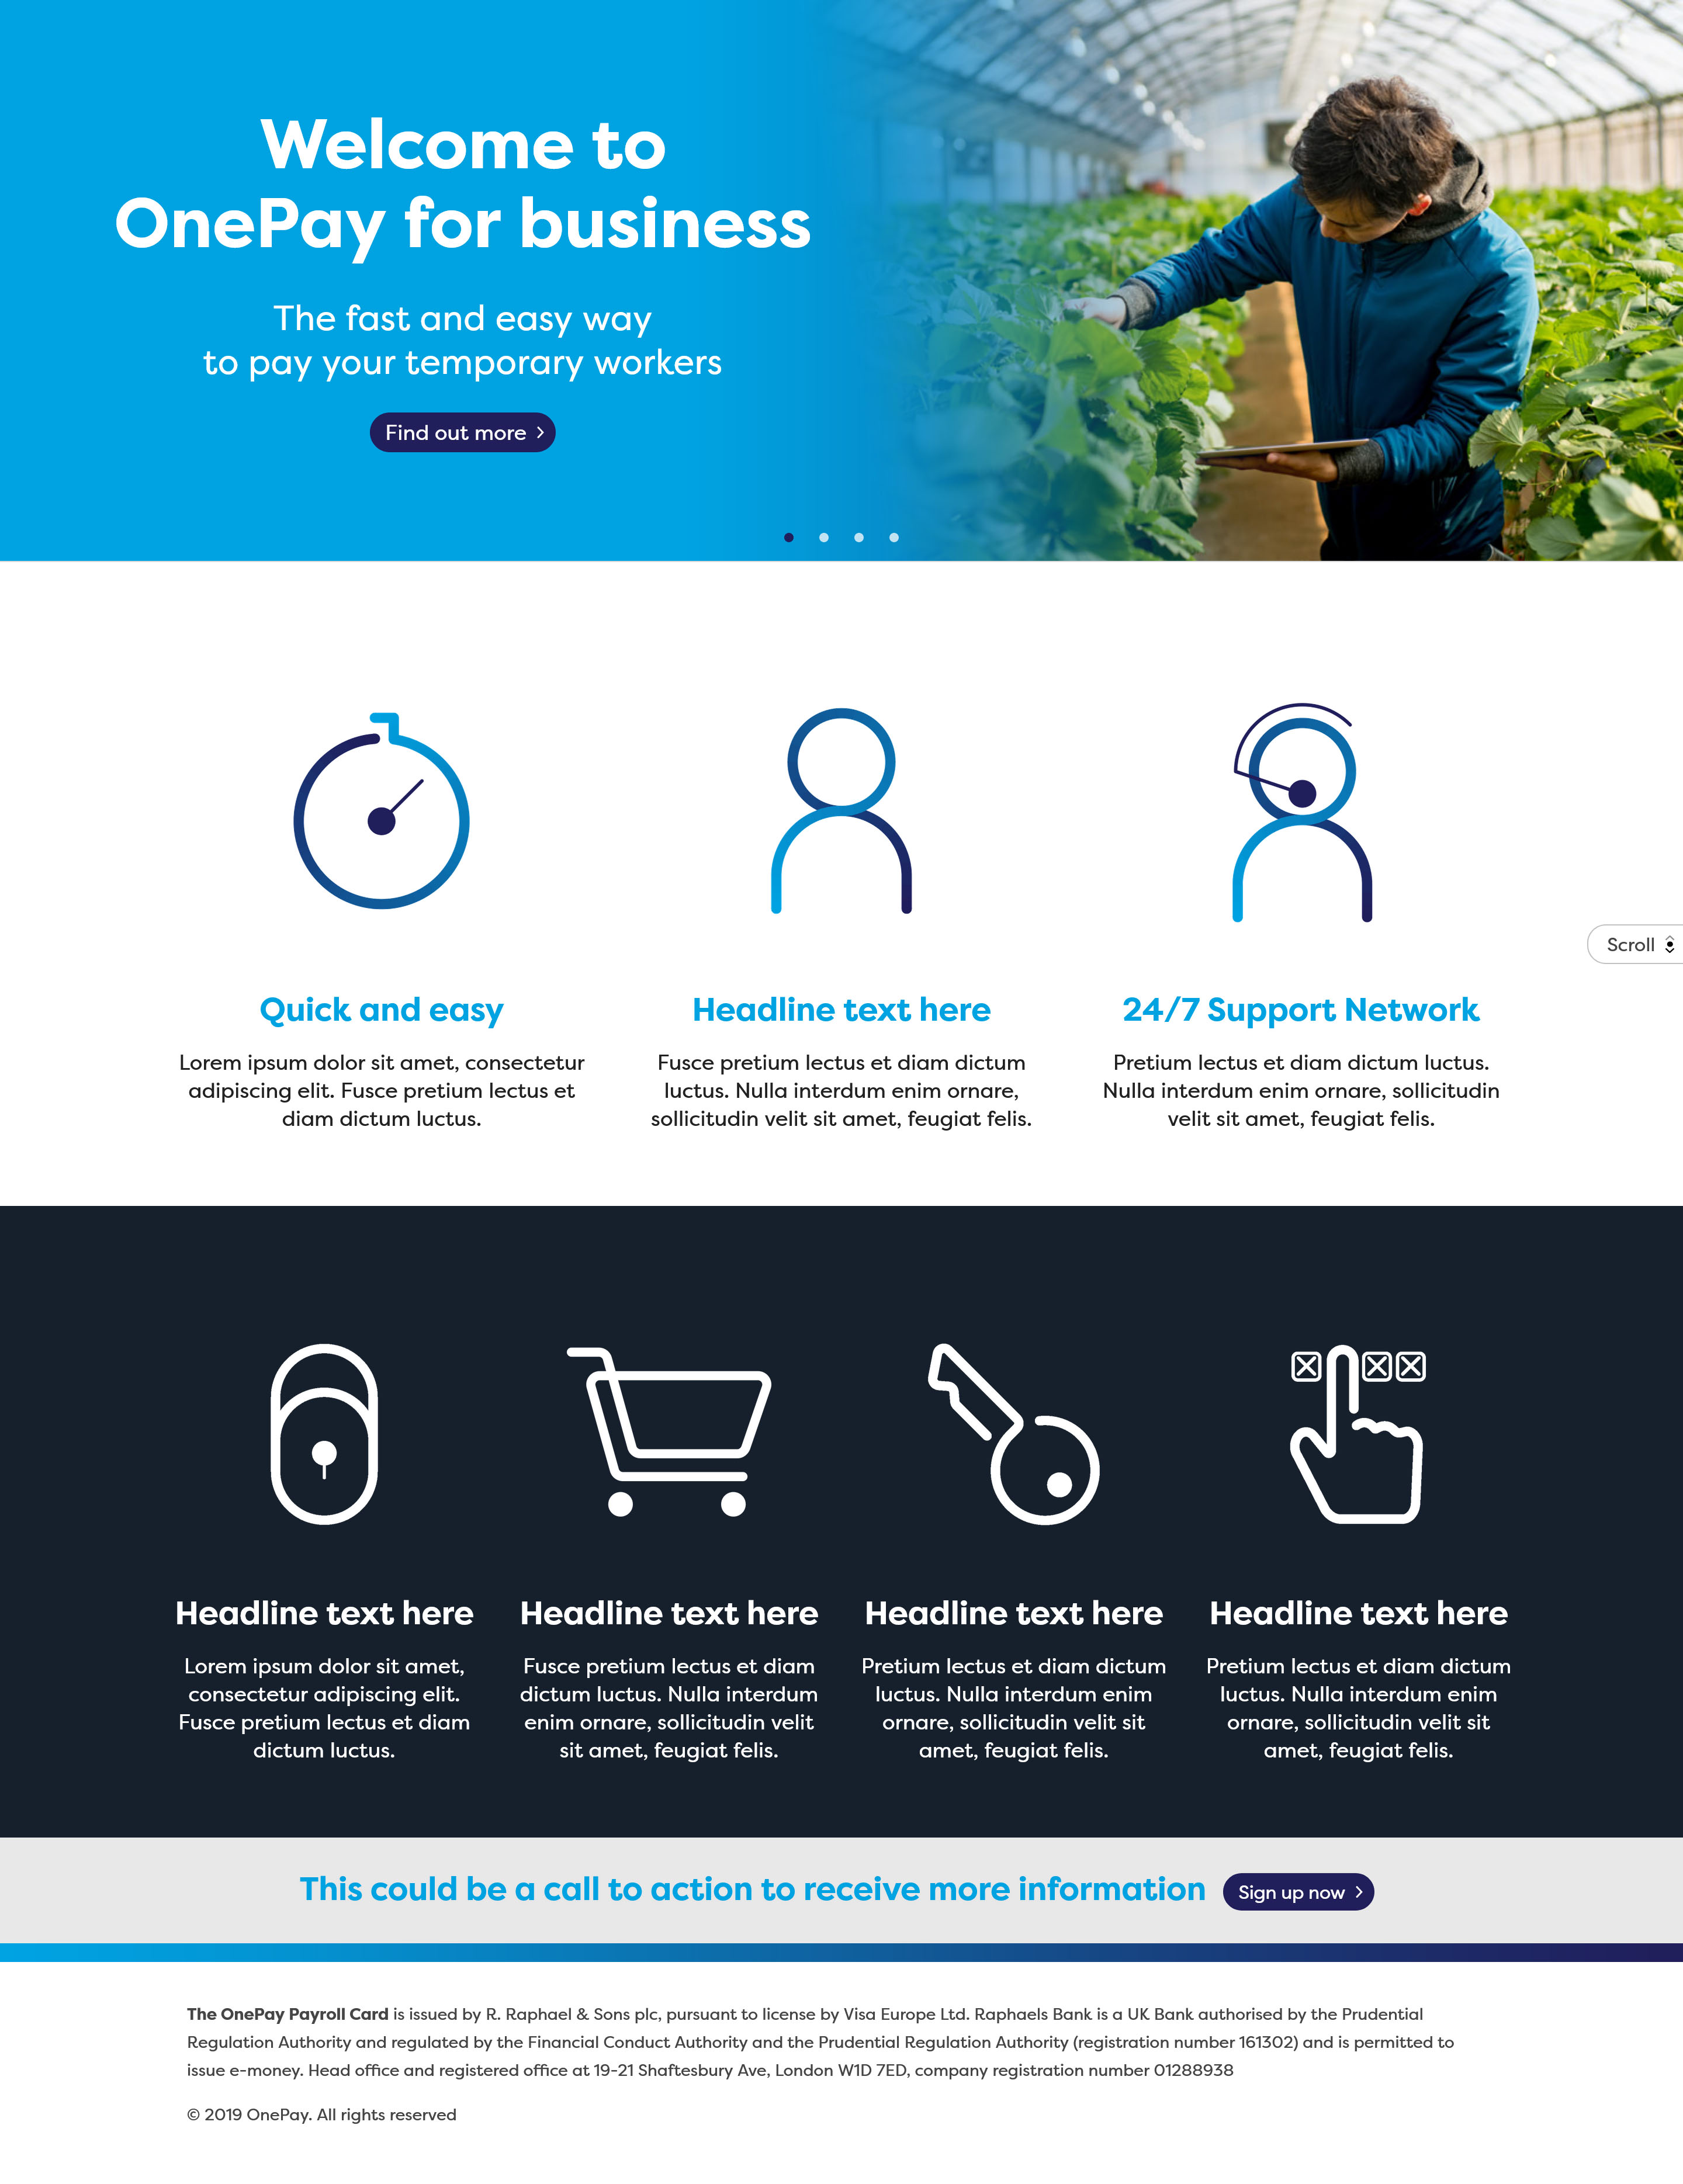 Welcome to
OnePay for business
The fast and easy way
to pay your temporary workers
Find out more
Scroll
Quick and easy
Lorem ipsum dolor sit amet, consectetur
adipiscing elit. Fusce pretium lectus et
diam dictum luctus.
Headline text here
Fusce pretium lectus et diam dictum
luctus. Nulla interdum enim ornare,
sollicitudin velit sit amet, feugiat felis.
24/7 Support Network
Pretium lectus et diam dictum luctus.
Nulla interdum enim ornare, sollicitudin
velit sit amet, feugiat felis.
Headline text here
Lorem ipsum dolor sit amet,
consectetur adipiscing elit.
Fusce pretium lectus et diam
dictum luctus.
Headline text here
Fusce pretium lectus et diam
dictum luctus. Nulla interdum
enim ornare, sollicitudin velit
sit amet, feugiat felis.
Headline text here
Pretium lectus et diam dictum
luctus. Nulla interdum enim
ornare, sollicitudin velit sit
amet, feugiat felis.
Headline text here
Pretium lectus et diam dictum
luctus. Nulla interdum enim
ornare, sollicitudin velit sit
amet, feugiat felis.
This could be a call to action to receive more information
Sign up now
The OnePay Payroll Card is issued by R. Raphael & Sons plc, pursuant to license by Visa Europe Ltd. Raphaels Bank is a UK Bank authorised by the Prudential
Regulation Authority and regulated by the Financial Conduct Authority and the Prudential Regulation Authority (registration number 161302) and is permitted to
issue e-money. Head office and registered office at 19-21 Shaftesbury Ave, London W1D 7ED, company registration number 01288938
© 2019 OnePay. All rights reserved